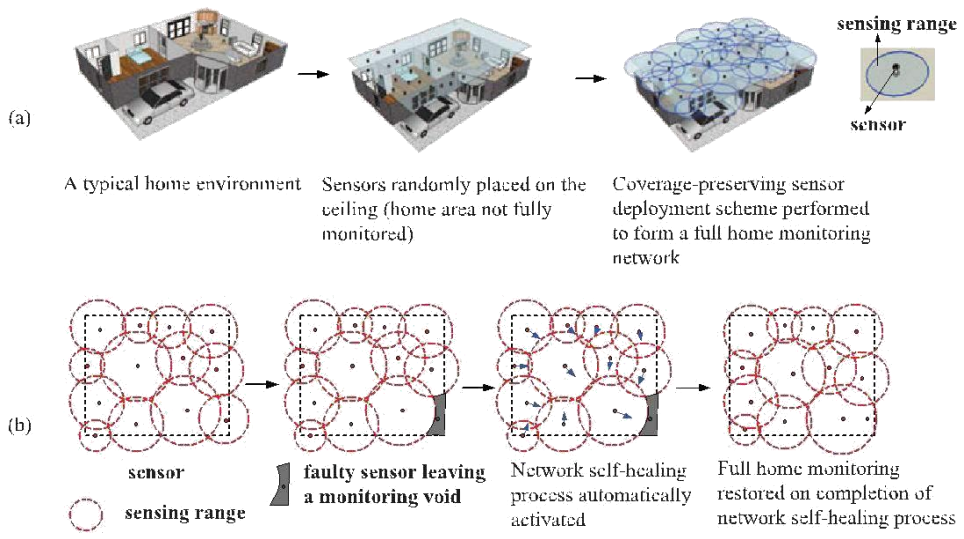 sensing range
sensor
(a)
A typical home environment
Sensors randomly placed on the
ceiling (home area not fully
monitored)
Coverage-preserving sensor
deployment scheme performed
to form a full home monitoring
network
(b)
sensor
sensing range
faulty sensor leaving
a monitoring void
Network self-healing
process automatically
activated
Full home monitoring
restored on completion of
network self-healing process